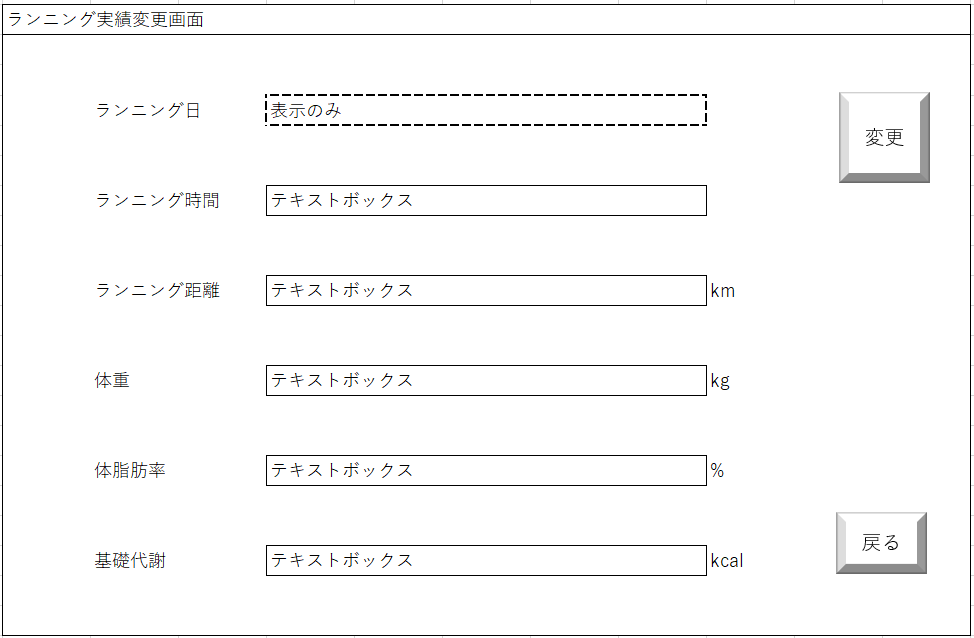 ランニング実績変更画面
ランニング日 表示のみ
変更
ランニング時間 テキストボックス
ランニング距離 テキストボックス km
体重 テキストボックス kg
体脂肪率 テキストボックス %
戻る
基礎代謝 テキストボックス kcal